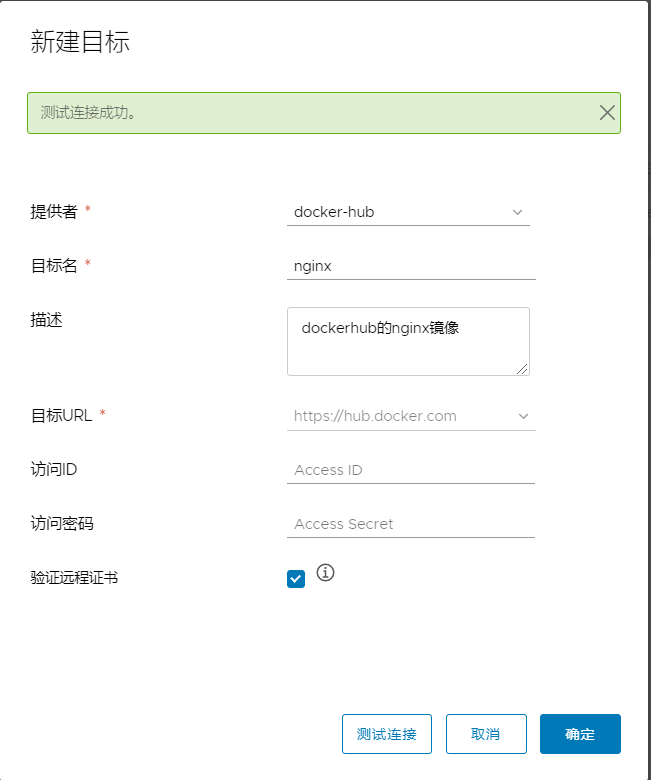 新建目标
测试连接成功。
提供者 *
docker-hub
目标名 *
nginx
描述
dockerhub的nginx镜像
目标URL *
https://hub.docker.com
访问ID
Access ID
访问密码
Access Secret
验证远程证书
测试连接
取消
确定